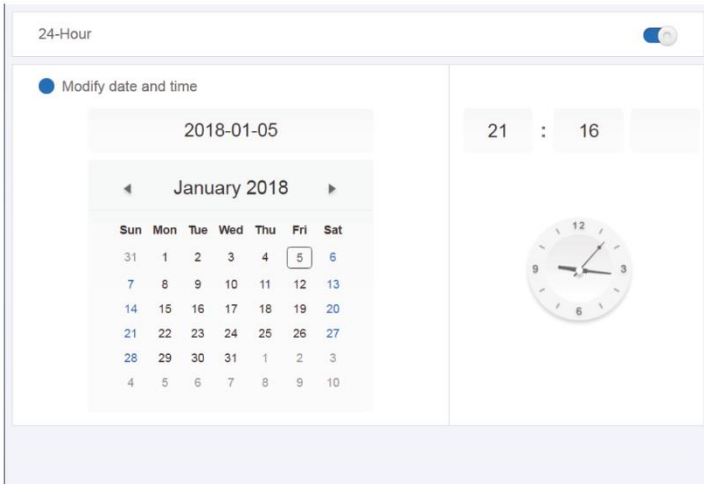 24-Hour
Modify date and time
2018-01-05
21 : 16
January 2018
Sun Mon Tue Wed Thu Fri Sat
31 1 2 3 4 5 6
7 8 9 10 11 12 13
14 15 16 17 18 19 20
21 22 23 24 25 26 27
28 29 30 31 1 2 3
4 5 6 7 8 9 10
12
9 3
6